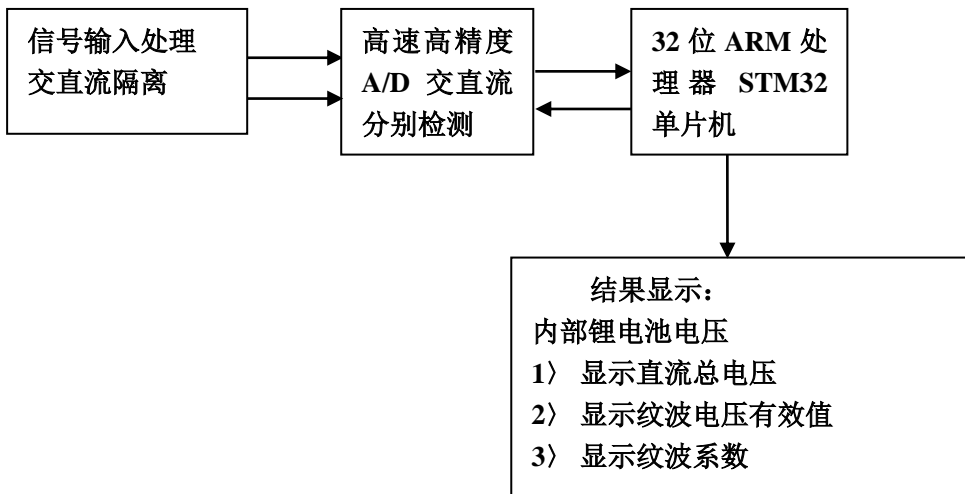 信号输入处理
交直流隔离
高速高精度
A/D 交直流
分别检测
32 位 ARM 处
理器 STM32
单片机
结果显示：
内部锂电池电压
1〉 显示直流总电压
2〉 显示纹波电压有效值
3〉 显示纹波系数